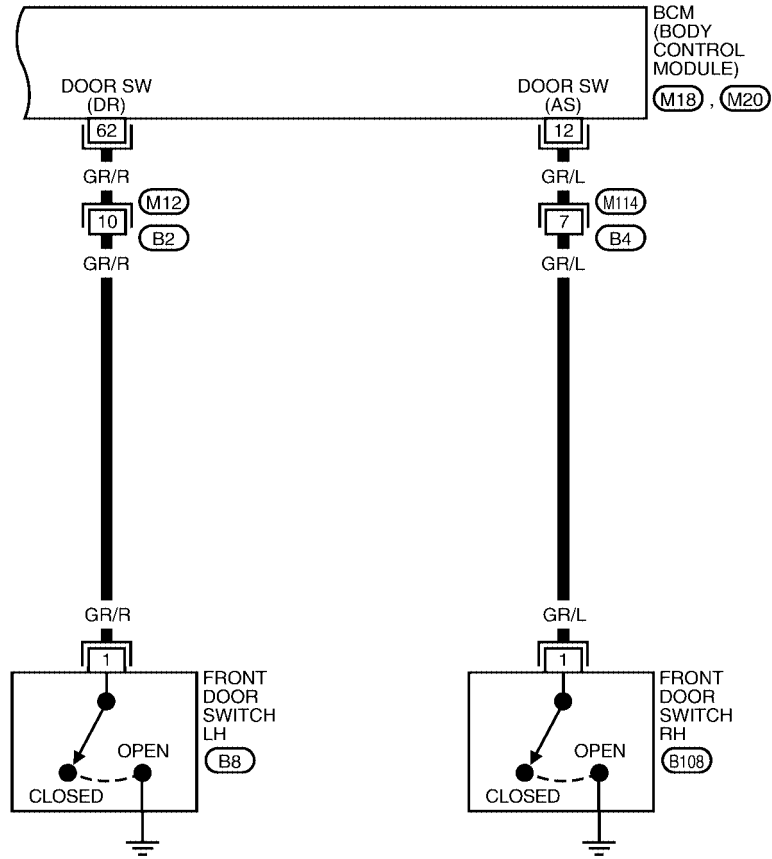 BCM
(BODY
CONTROL
MODULE)
M18 , M20
DOOR SW
(DR)
DOOR SW
(AS)
62
12
GR/R
GR/L
M12
M114
10
7
B2
B4
GR/R
GR/L
GR/R
GR/L
1
1
FRONT
DOOR
SWITCH
LH
B8
OPEN
CLOSED
FRONT
DOOR
SWITCH
RH
B108
OPEN
CLOSED